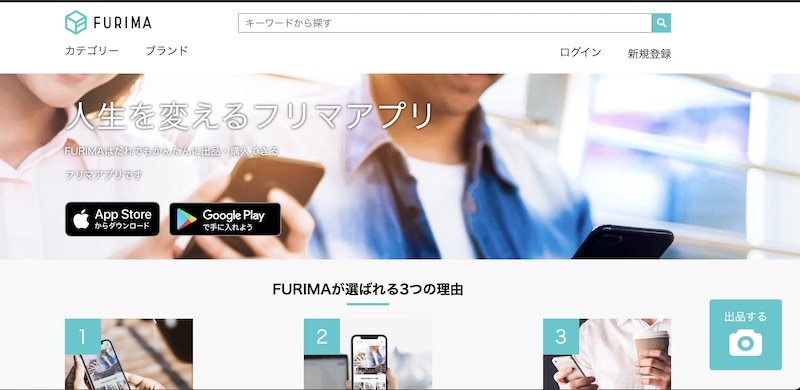 FURIMA
キーワードから探す
カテゴリー ブランド
ログイン 新規登録
人生を変えるフリマアプリ
FURIMAはだれでもかんたんに出品・購入できる
フリマアプリです
App Store
からダウンロード
Google Play
で手に入れよう
FURIMAが選ばれる3つの理由
1
2
3
出品する